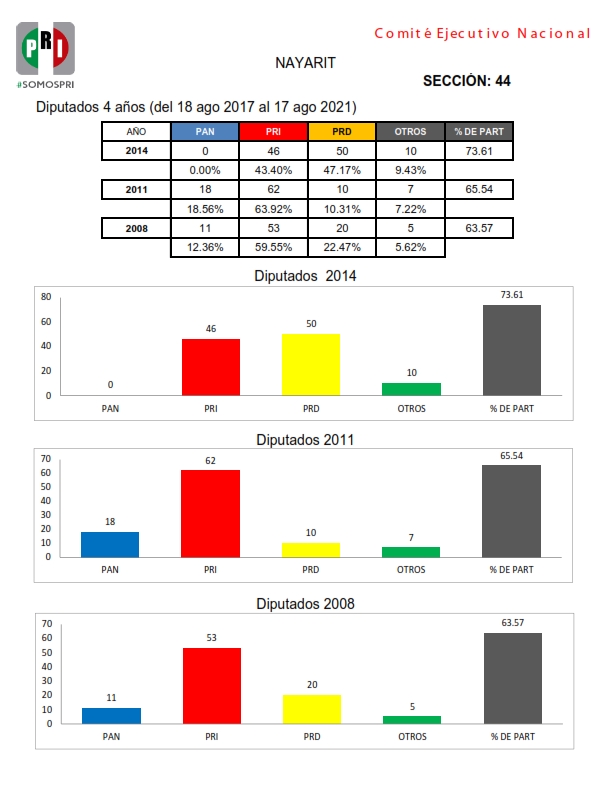 Comité Ejecutivo Nacional
PRI
#SOMOSPRI
NAYARIT
SECCIÓN: 44
Diputados 4 años (del 18 ago 2017 al 17 ago 2021)
AÑO PAN PRI PRD OTROS % DE PART
2014 0 46 50 10 73.61
0.00% 43.40% 47.17% 9.43%
2011 18 62 10 7 65.54
18.56% 63.92% 10.31% 7.22%
2008 11 53 20 5 63.57
12.36% 59.55% 22.47% 5.62%
Diputados 2014
80
60
40
20
0
0 46 50 10 73.61
PAN PRI PRD OTROS % DE PART
Diputados 2011
70
60
50
40
30
20
10
0
18 62 10 7 65.54
PAN PRI PRD OTROS % DE PART
Diputados 2008
70
60
50
40
30
20
10
0
11 53 20 5 63.57
PAN PRI PRD OTROS % DE PART